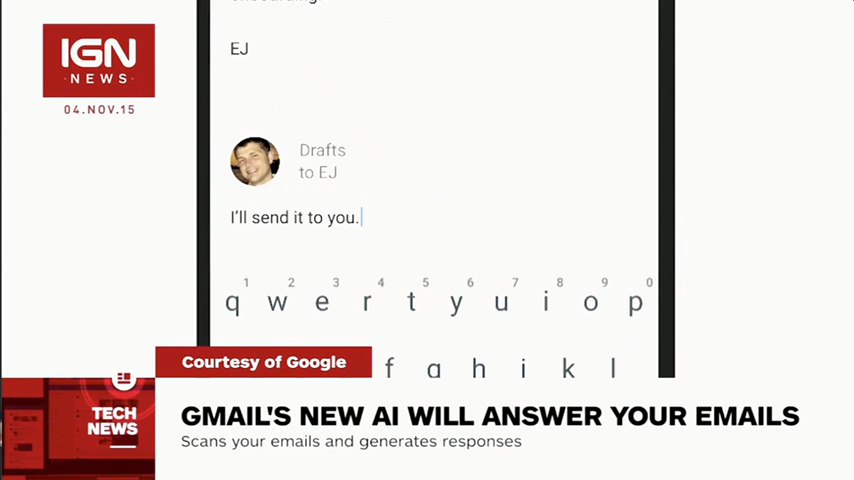 IGN
NEWS
04.NOV.15
EJ
Drafts
to EJ
I'll send it to you.
1 2 3 4 5 6 7 8 9 0
q w e r t y u i o p
f g h j k l
Courtesy of Google
TECH
NEWS
GMAIL'S NEW AI WILL ANSWER YOUR EMAILS
Scans your emails and generates responses